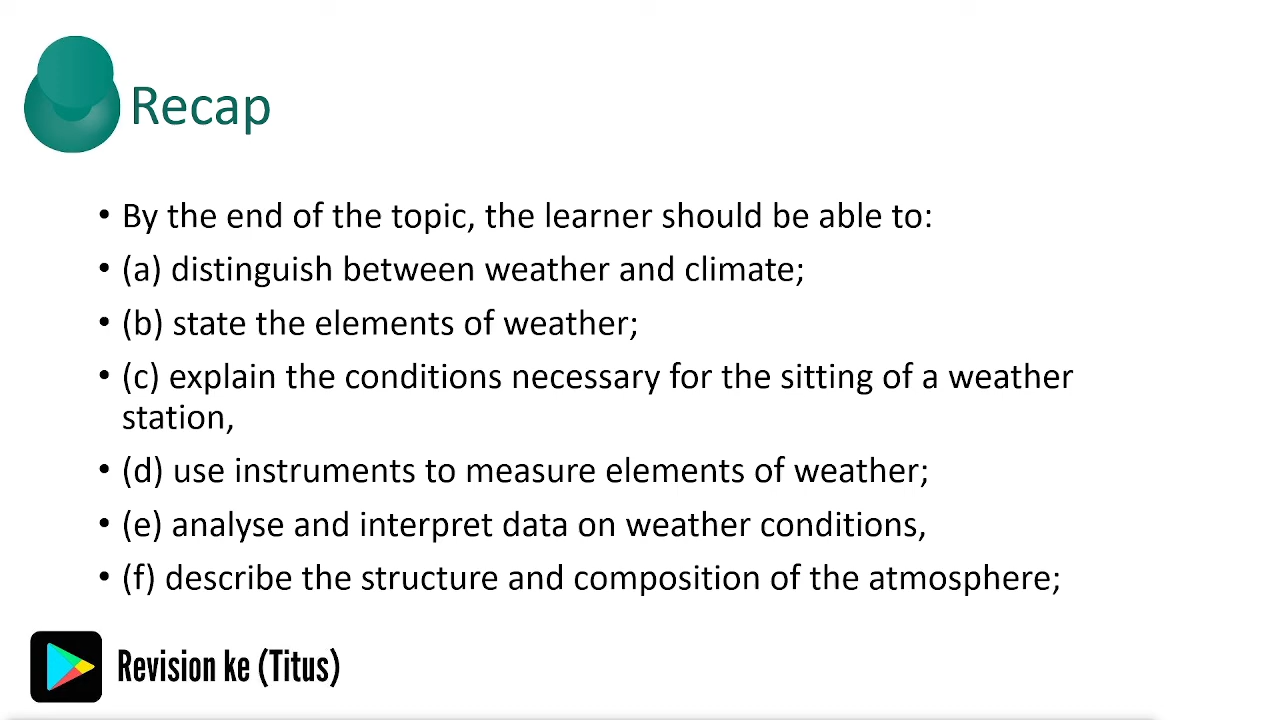 Recap
• By the end of the topic, the learner should be able to:
• (a) distinguish between weather and climate;
• (b) state the elements of weather;
• (c) explain the conditions necessary for the sitting of a weather
station,
• (d) use instruments to measure elements of weather;
• (e) analyse and interpret data on weather conditions,
• (f) describe the structure and composition of the atmosphere;
Revision ke (Titus)